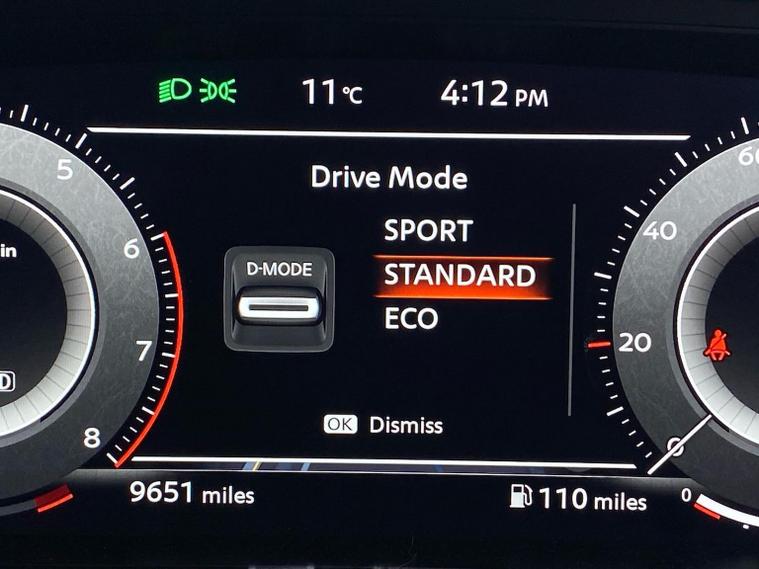 11°C
4:12 PM
Drive Mode
D-MODE
SPORT
STANDARD
ECO
OK Dismiss
5
6
7
8
in
D
60
40
20
0
9651 miles
110 miles
0